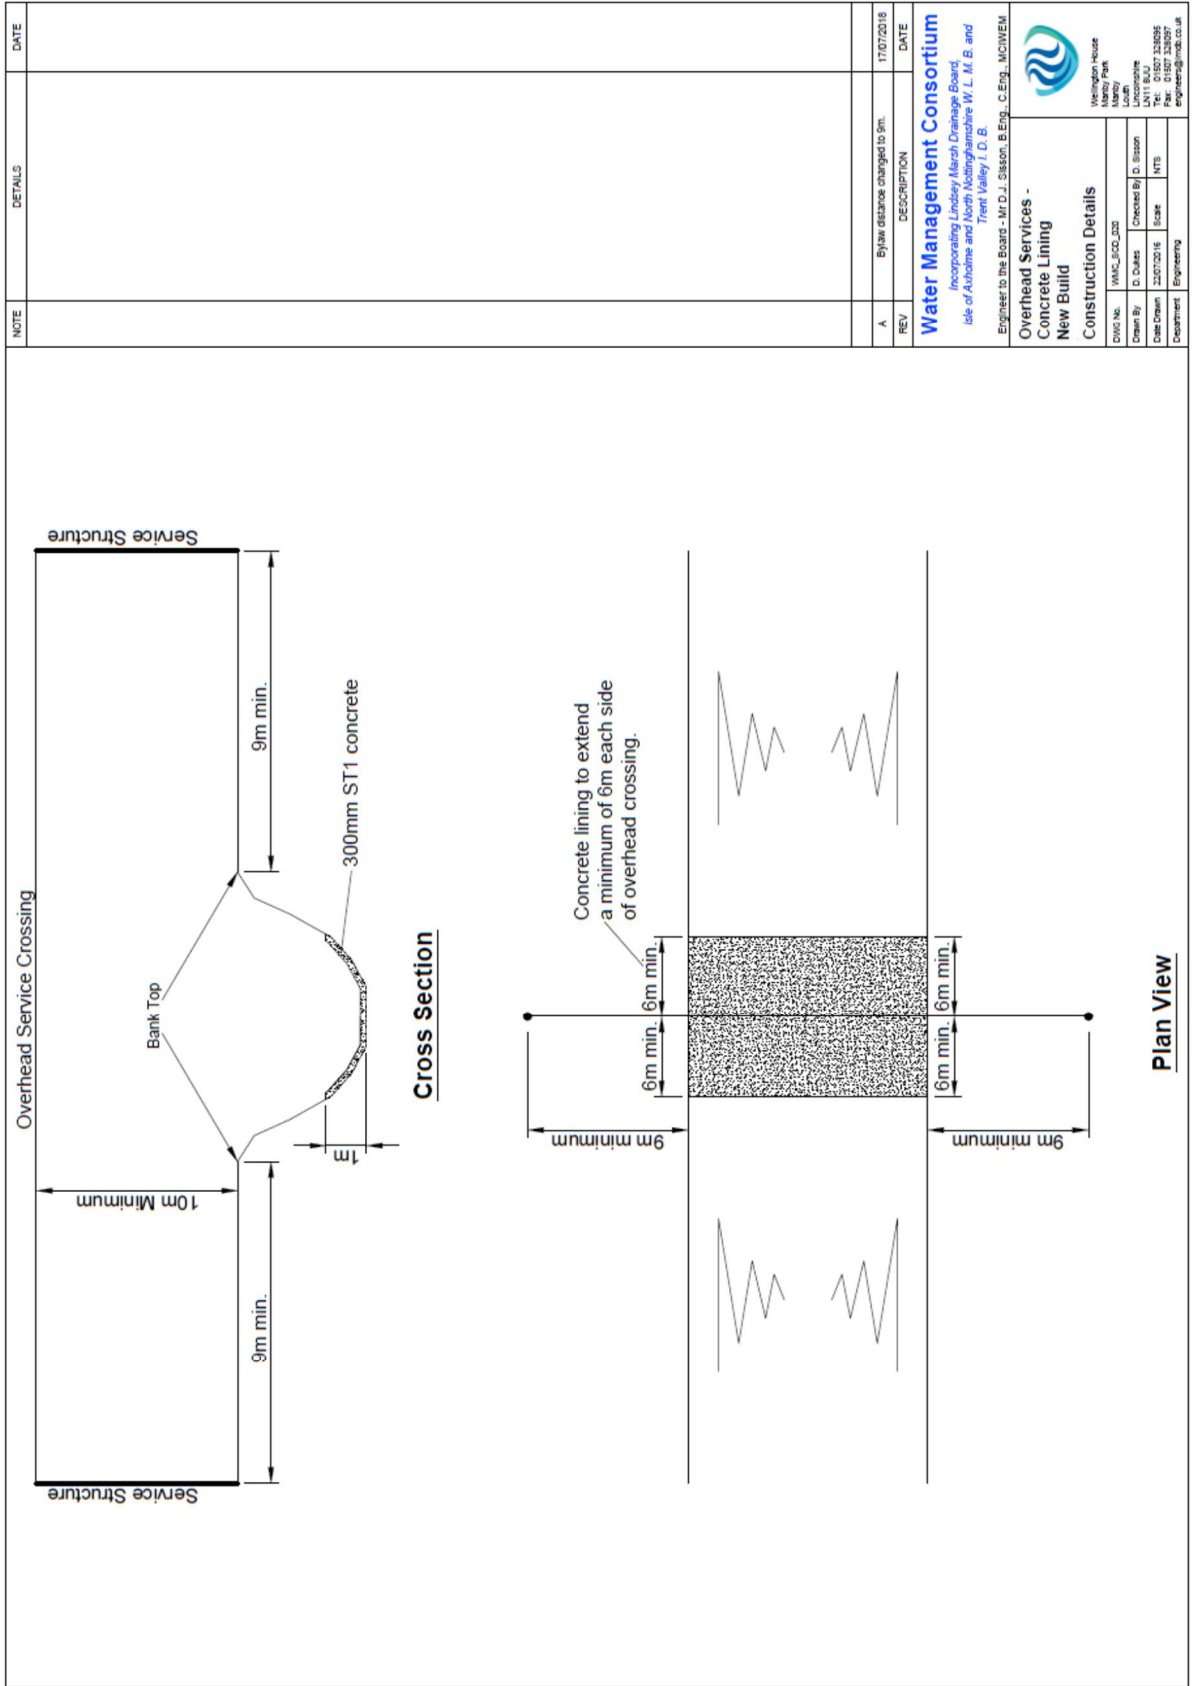 Overhead Service Crossing
Service Structure
Service Structure
Bank Top
10m Minimum
9m min.
9m min.
1m
300mm ST1 concrete
Cross Section
Concrete lining to extend
a minimum of 6m each side
of overhead crossing.
6m min.
6m min.
9m minimum
9m minimum
6m min.
6m min.
Plan View
NOTE DETAILS DATE
A Bylaw distance changed to 9m. 17/07/2018
REV DESCRIPTION DATE
Water Management Consortium
Incorporating Lindsey Marsh Drainage Board,
Isle of Axholme and North Nottinghamshire W. L. M. B. and
Trent Valley I. D. B.
Engineer to the Board - Mr D.J. Sisson, B.Eng., C.Eng., MCIWEM
Overhead Services -
Concrete Lining
New Build
Construction Details
DWG No. WMC_SCD_020
Drawn By D. Dukes Checked By D. Sisson
Date Drawn 22/07/2016 Scale NTS
Department Engineering
Wellington House
Manby Park
Manby
Louth
Lincolnshire
LN11 8UU
Tel: 01507 328095
Fax: 01507 328097
engineers@lmdb.co.uk